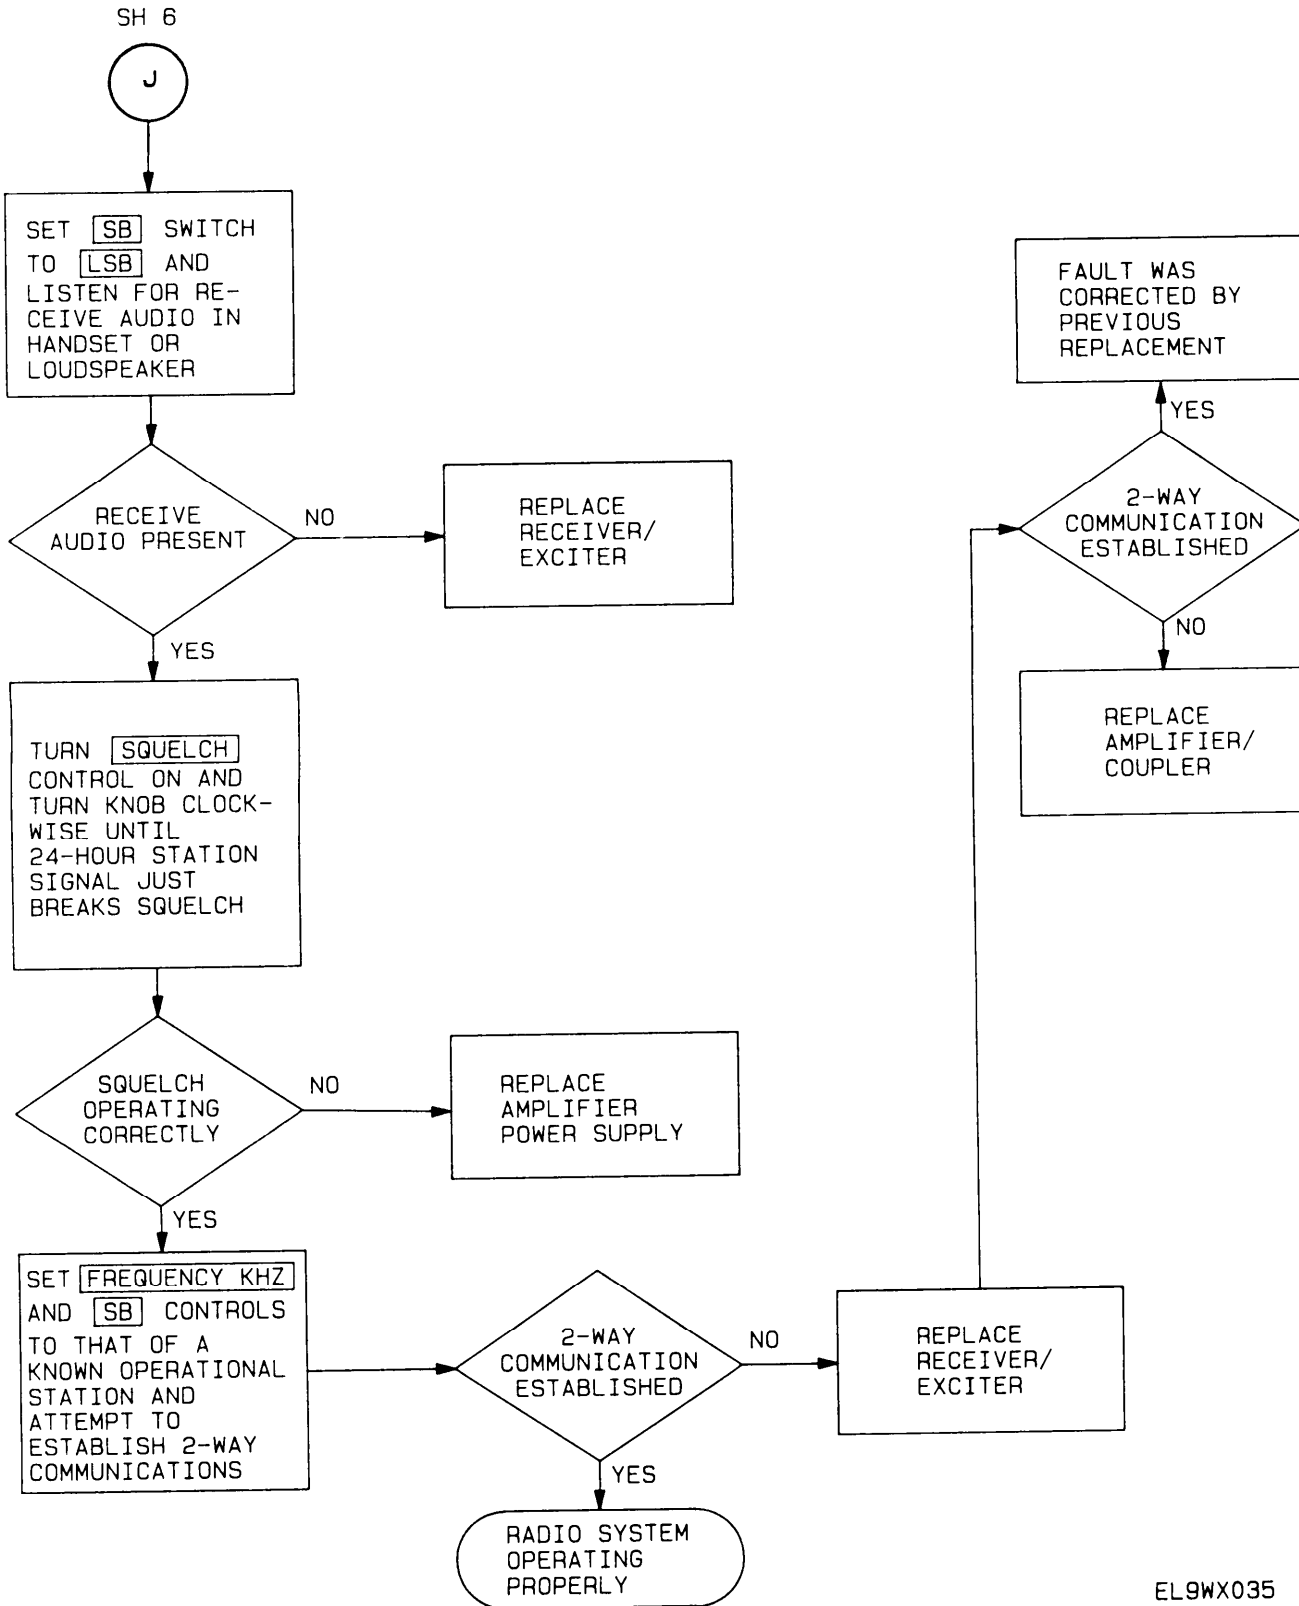 SH 6
J
SET SB SWITCH
TO LSB AND
LISTEN FOR RE-
CEIVE AUDIO IN
HANDSET OR
LOUDSPEAKER
RECEIVE
AUDIO PRESENT
NO
REPLACE
RECEIVER/
EXCITER
YES
TURN SQUELCH
CONTROL ON AND
TURN KNOB CLOCK-
WISE UNTIL
24-HOUR STATION
SIGNAL JUST
BREAKS SQUELCH
SQUELCH
OPERATING
CORRECTLY
NO
REPLACE
AMPLIFIER
POWER SUPPLY
YES
SET FREQUENCY KHZ
AND SB CONTROLS
TO THAT OF A
KNOWN OPERATIONAL
STATION AND
ATTEMPT TO
ESTABLISH 2-WAY
COMMUNICATIONS
2-WAY
COMMUNICATION
ESTABLISHED
YES
RADIO SYSTEM
OPERATING
PROPERLY
NO
REPLACE
RECEIVER/
EXCITER
2-WAY
COMMUNICATION
ESTABLISHED
YES
FAULT WAS
CORRECTED BY
PREVIOUS
REPLACEMENT
NO
REPLACE
AMPLIFIER/
COUPLER
EL9WX035